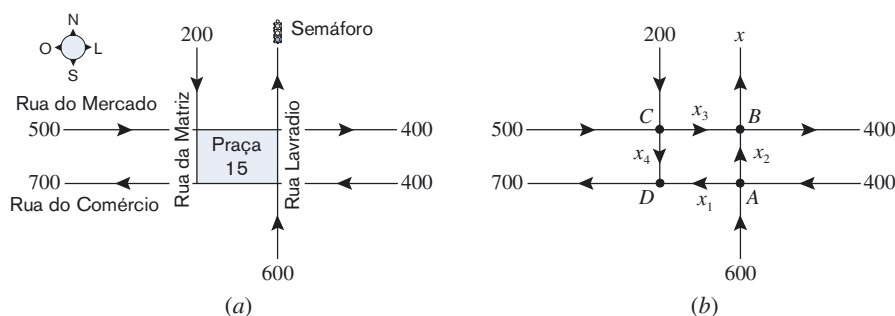 N
O L
S
200
Semáforo
Rua do Mercado
500
400
Rua da Matriz
Praça
15
Rua Lavradio
700
400
Rua do Comércio
600
(a)
200
x
500
C
x3
B
400
x4
x2
700
D
x1
A
400
600
(b)